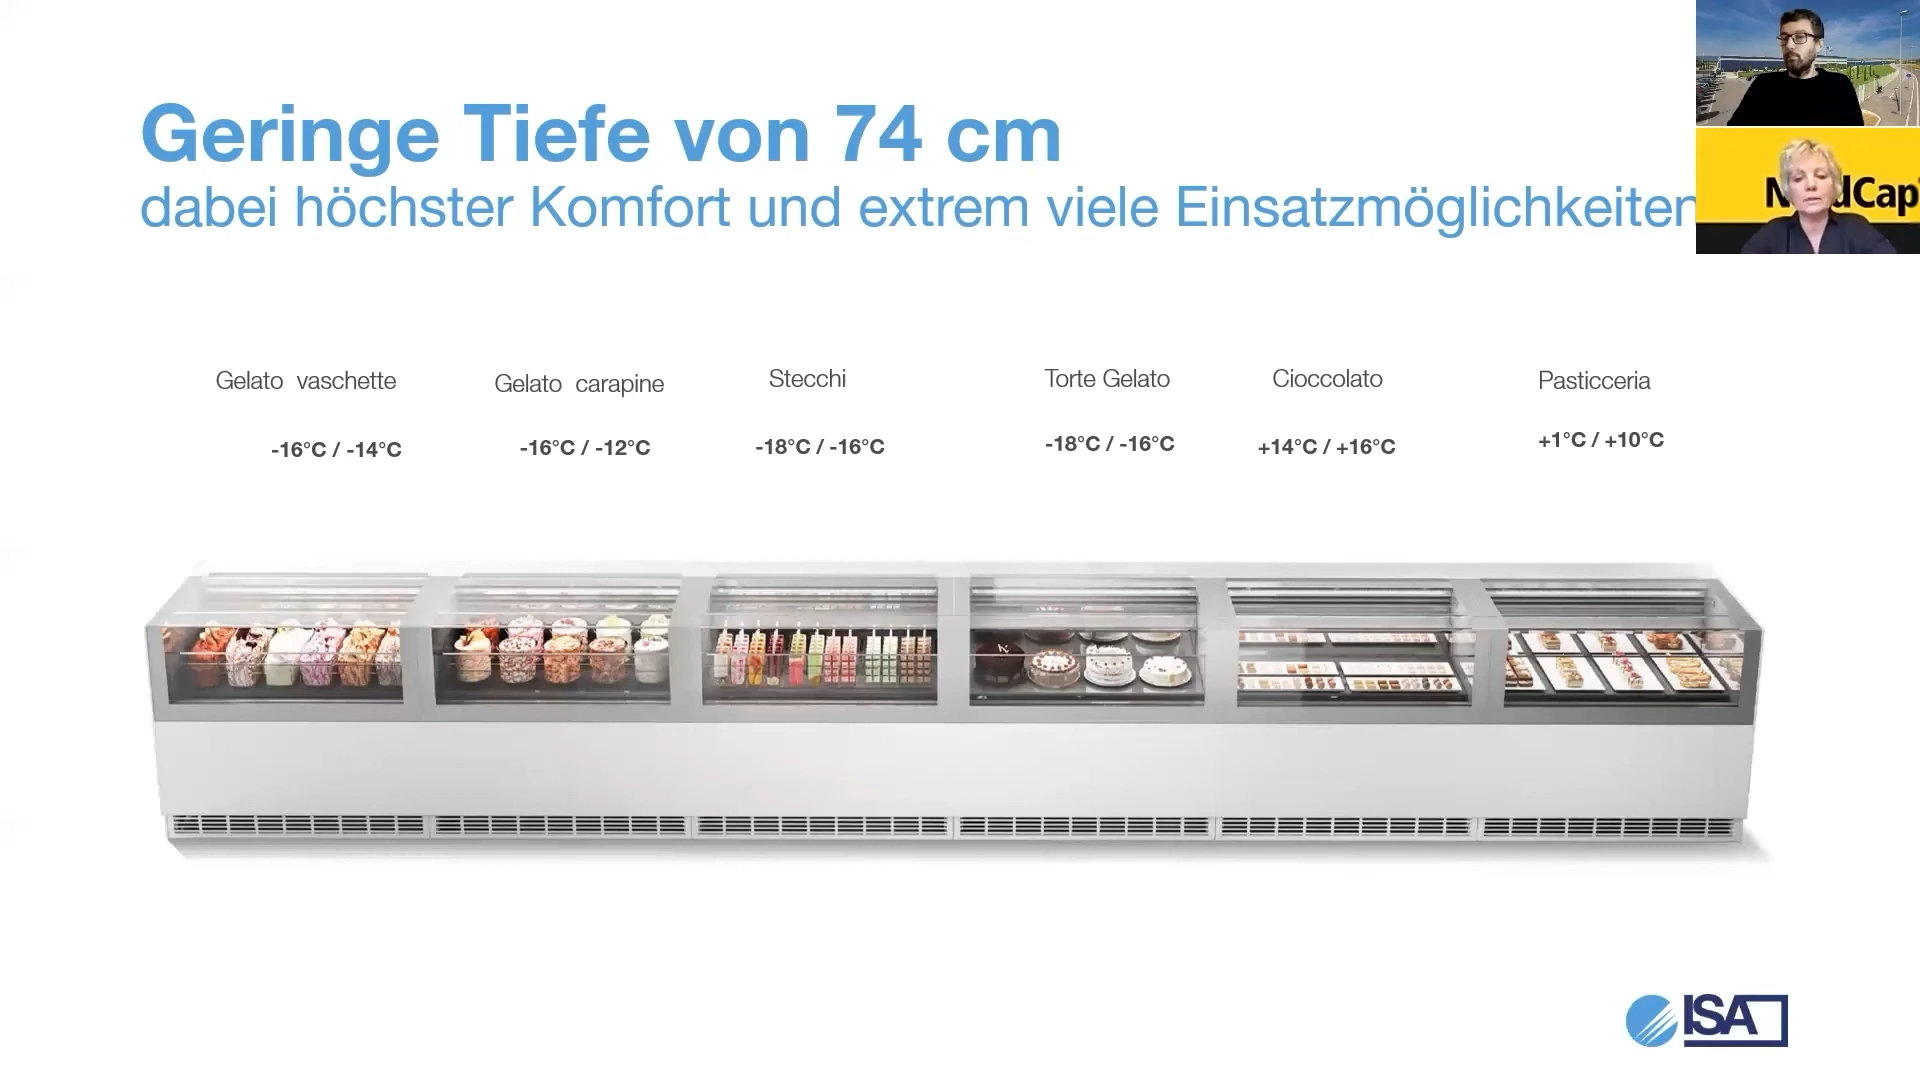 Geringe Tiefe von 74 cm
dabei höchster Komfort und extrem viele Einsatzmöglichkeiten
Gelato vaschette
Gelato carapine
Stecchi
Torte Gelato
Cioccolato
Pasticceria
-16°C / -14°C
-16°C / -12°C
-18°C / -16°C
-18°C / -16°C
+14°C / +16°C
+1°C / +10°C
ISA